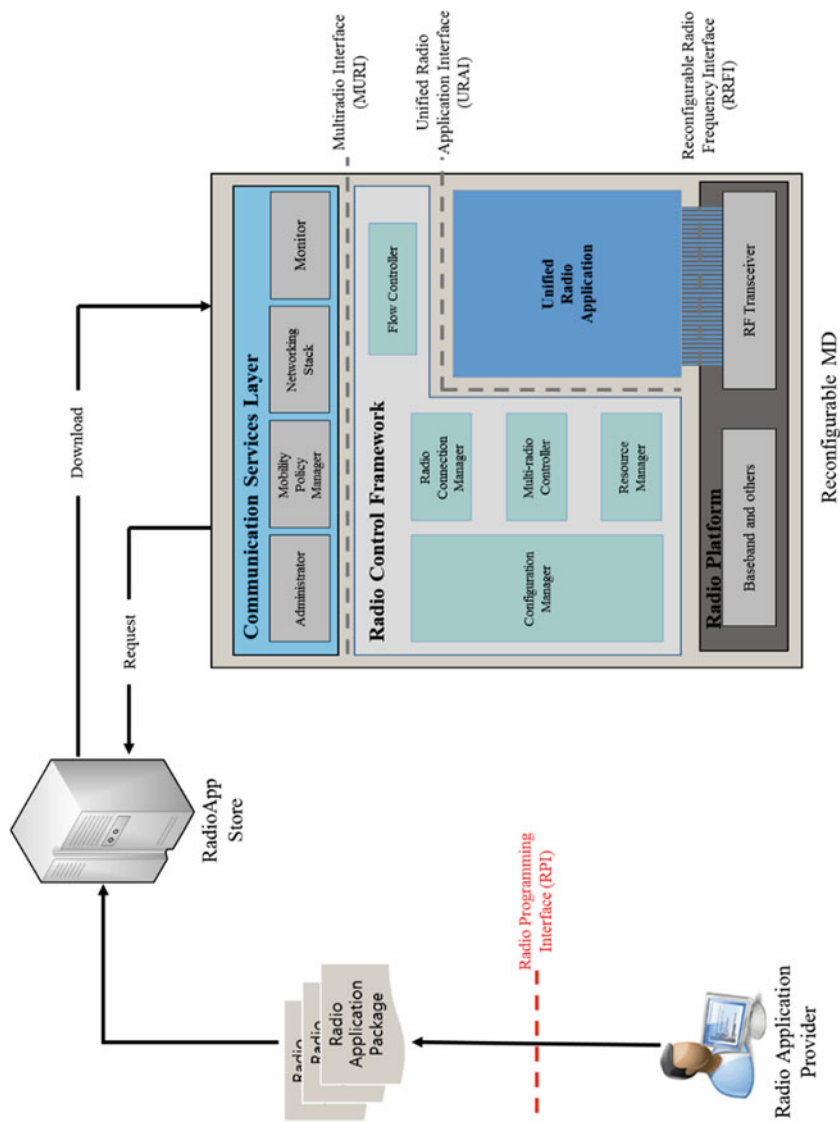 Download
Request
RadioApp
Store
Radio
Radio
Radio
Application
Package
Radio Programming
Interface (RPI)
Radio Application
Provider
Communication Services Layer
Administrator
Mobility
Policy
Manager
Networking
Stack
Monitor
Multiradio Interface
(MURI)
Radio Control Framework
Configuration
Manager
Radio
Connection
Manager
Multi-radio
Controller
Resource
Manager
Flow Controller
Unified Radio
Application Interface
(URAI)
Unified
Radio
Application
Reconfigurable Radio
Frequency Interface
(RRFI)
Radio Platform
Baseband and others
RF Transceiver
Reconfigurable MD